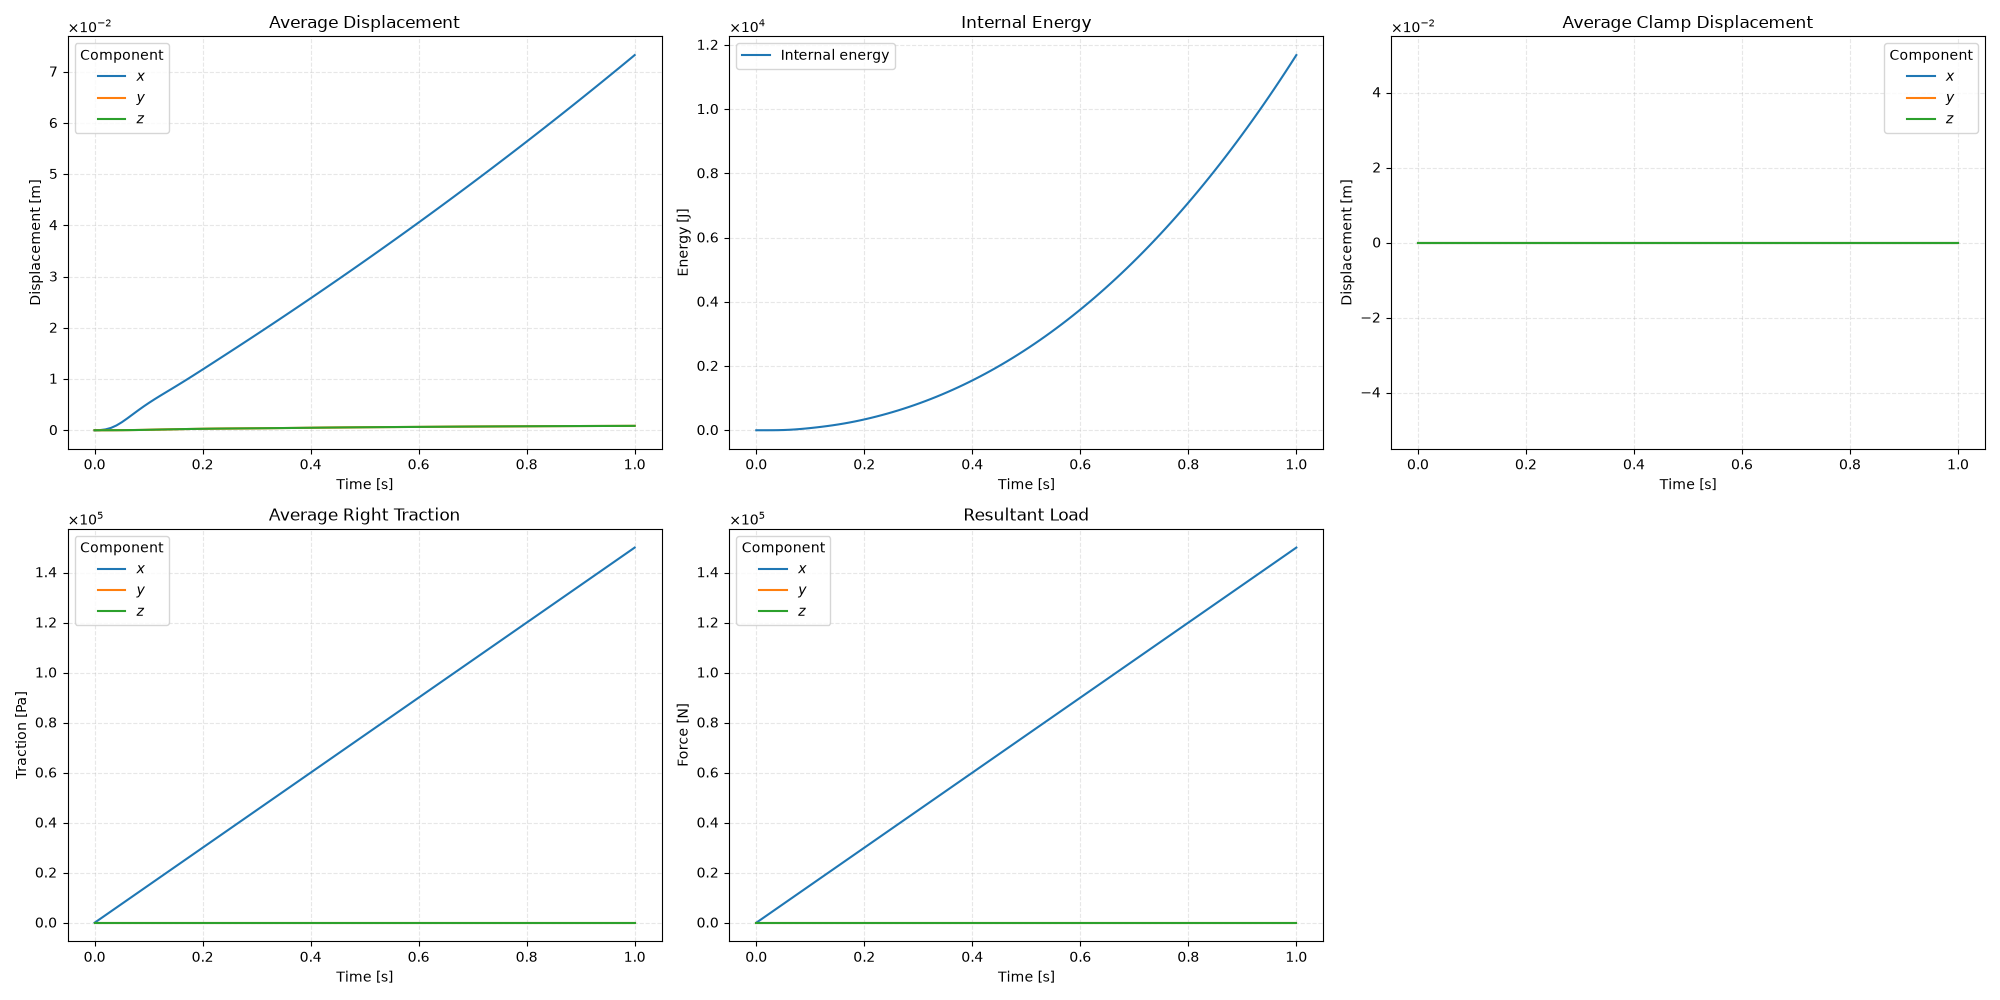 Average Displacement
×10⁻²
Component
x
y
z
7
6
5
4
3
2
1
0
Displacement [m]
0.0 0.2 0.4 0.6 0.8 1.0
Time [s]
Internal Energy
×10⁴
Internal energy
1.2
1.0
0.8
0.6
0.4
0.2
0.0
Energy [J]
0.0 0.2 0.4 0.6 0.8 1.0
Time [s]
Average Clamp Displacement
×10⁻²
Component
x
y
z
4
2
0
−2
−4
Displacement [m]
0.0 0.2 0.4 0.6 0.8 1.0
Time [s]
Average Right Traction
×10⁵
Component
x
y
z
1.4
1.2
1.0
0.8
0.6
0.4
0.2
0.0
Traction [Pa]
0.0 0.2 0.4 0.6 0.8 1.0
Time [s]
Resultant Load
×10⁵
Component
x
y
z
1.4
1.2
1.0
0.8
0.6
0.4
0.2
0.0
Force [N]
0.0 0.2 0.4 0.6 0.8 1.0
Time [s]